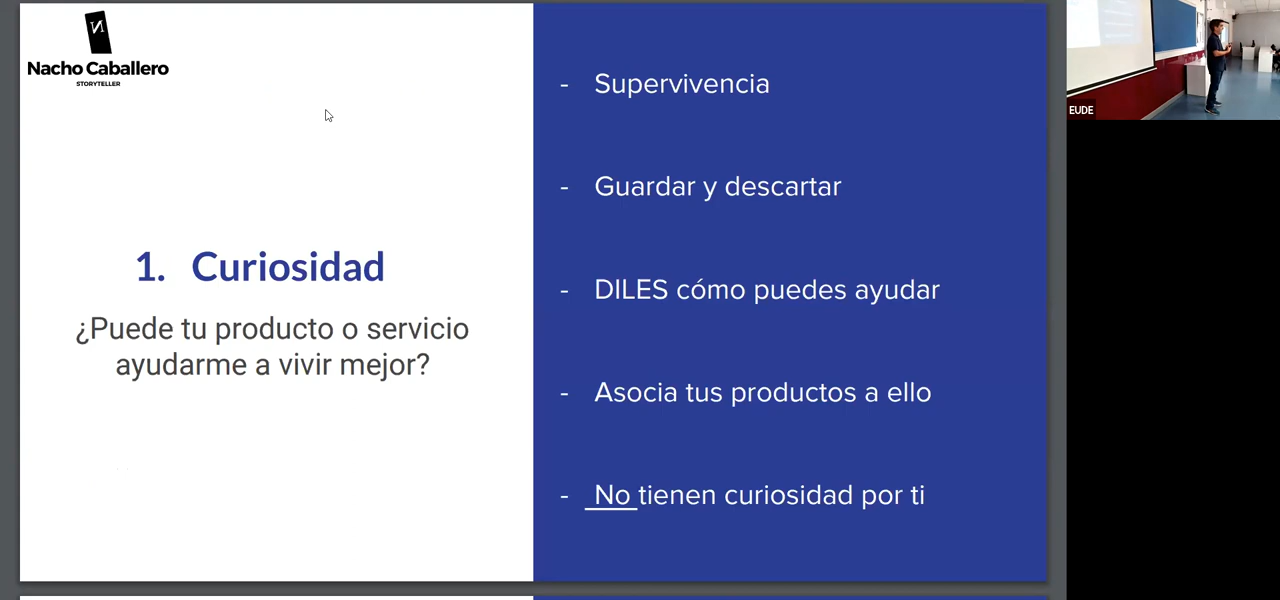 Nacho Caballero
STORYTELLER
1. Curiosidad
¿Puede tu producto o servicio
ayudarme a vivir mejor?
- Supervivencia
- Guardar y descartar
- DILES cómo puedes ayudar
- Asocia tus productos a ello
- No tienen curiosidad por ti
EUDE